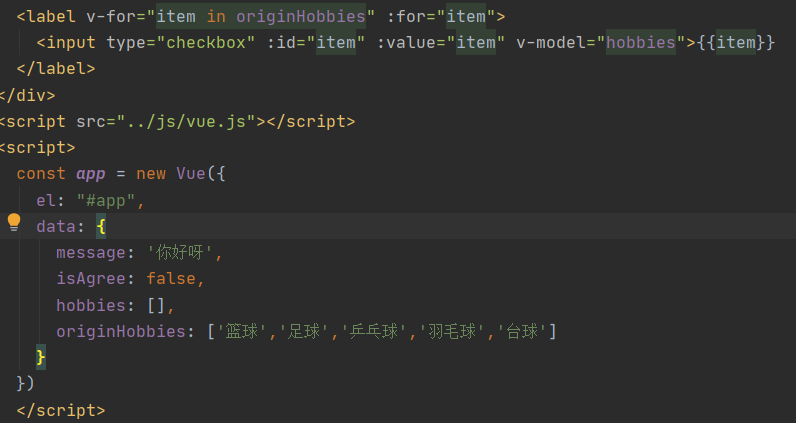 <label v-for="item in originHobbies" :for="item">
<input type="checkbox" :id="item" :value="item" v-model="hobbies">{{item}}
</label>
</div>
<script src="../js/vue.js"></script>
<script>
const app = new Vue({
el: "#app",
data: {
message: '你好呀',
isAgree: false,
hobbies: [],
originHobbies: ['篮球','足球','乒乓球','羽毛球','台球']
}
})
</script>